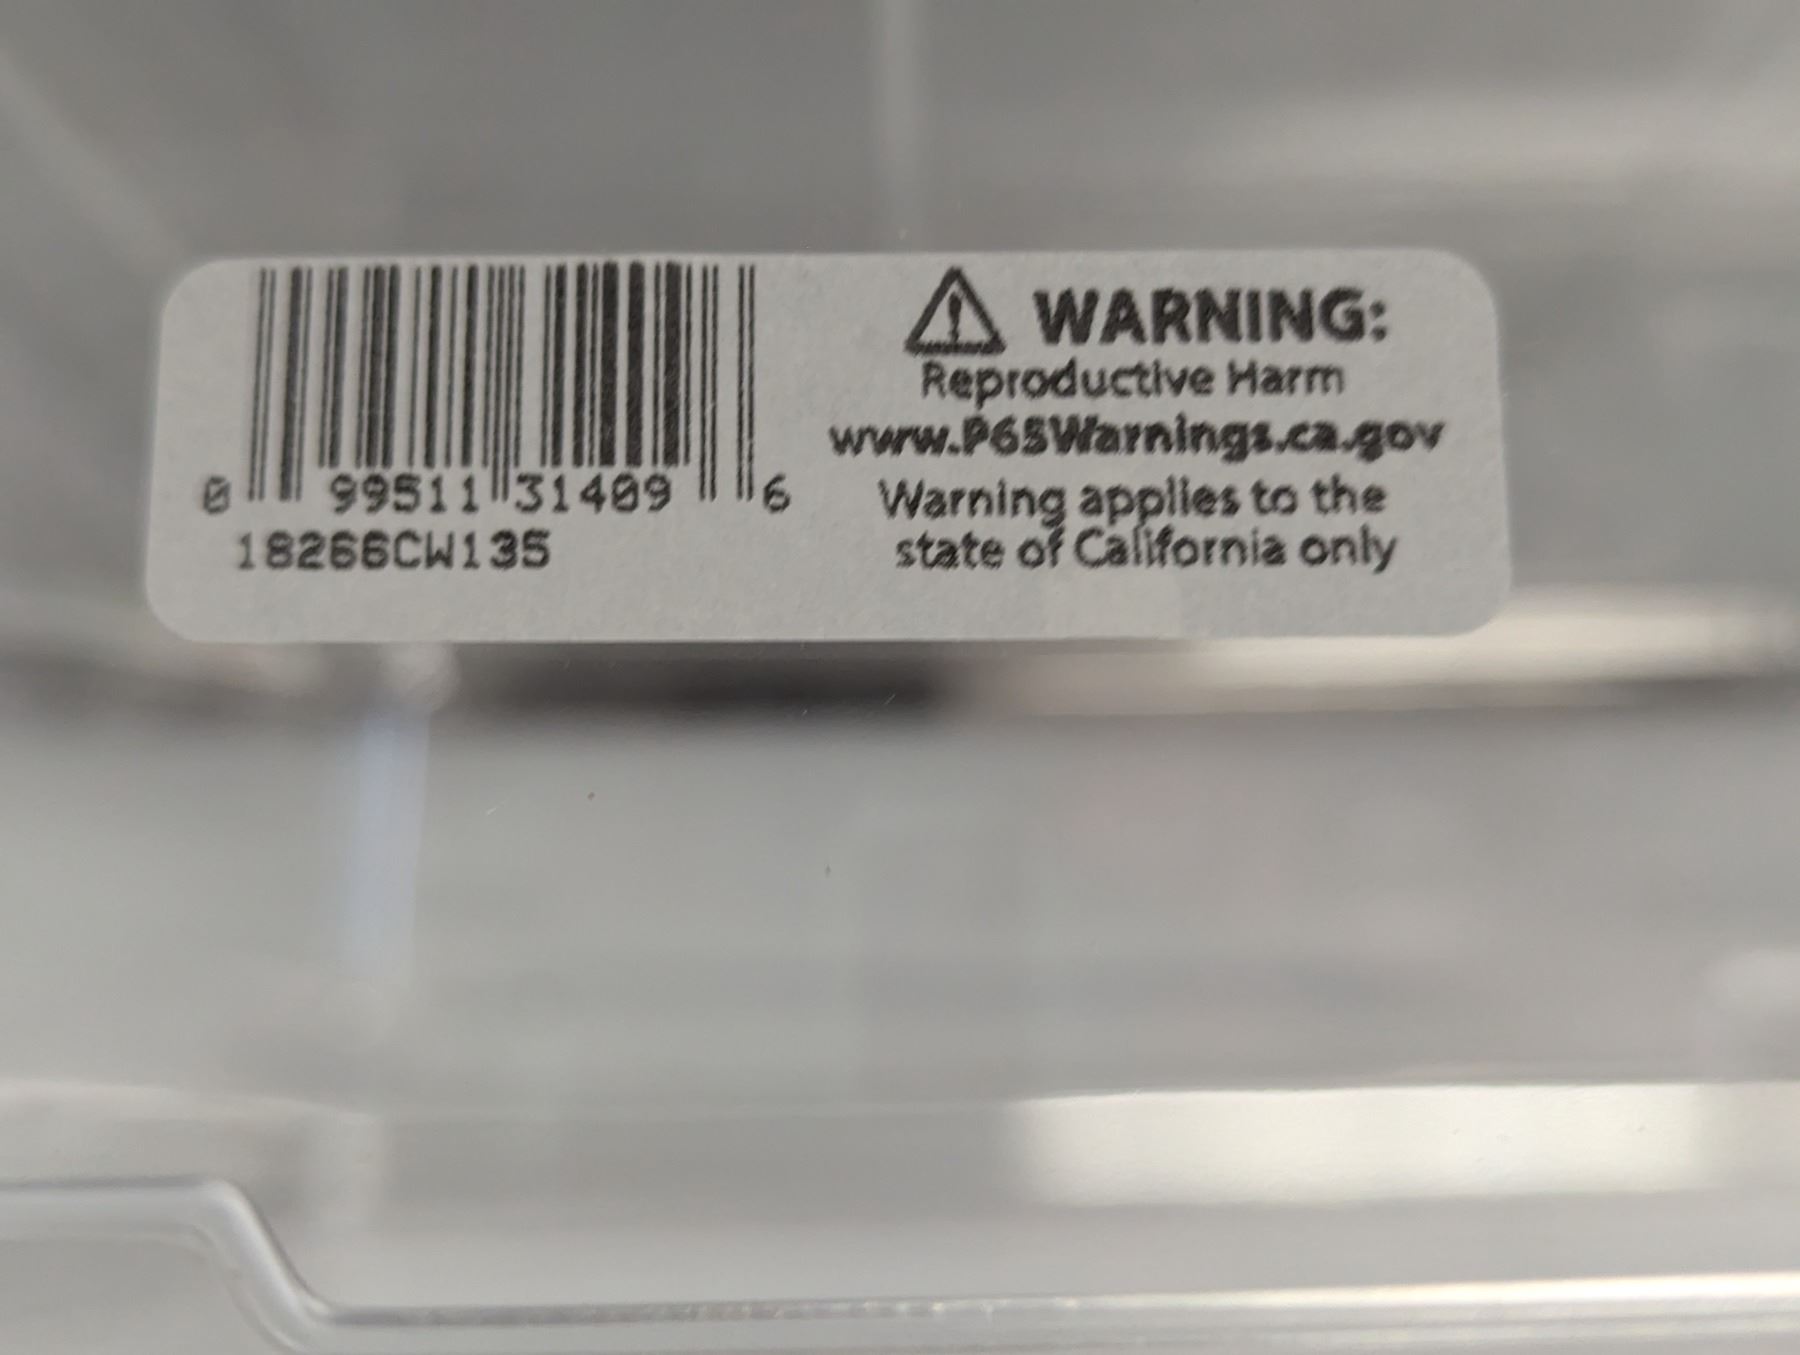 0 99511 31409 6
18266CW135
WARNING:
Reproductive Harm
www.P65Warnings.ca.gov
Warning applies to the
state of California only